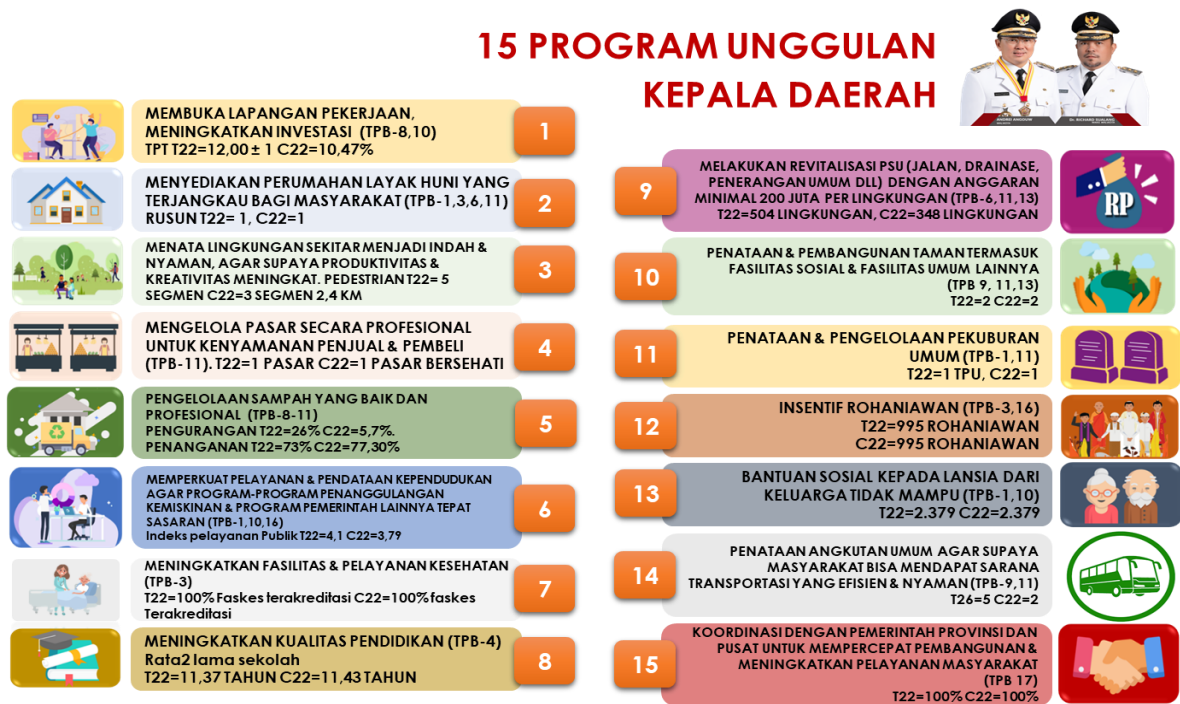 15 PROGRAM UNGGULAN
KEPALA DAERAH
ANDREI ANGOUW
Dr. RICHARD SUALANG
MEMBUKA LAPANGAN PEKERJAAN,
MENINGKATKAN INVESTASI (TPB-8,10)
TPT T22=12,00 ± 1 C22=10,47%
1
MENYEDIAKAN PERUMAHAN LAYAK HUNI YANG
TERJANGKAU BAGI MASYARAKAT (TPB-1,3,6,11)
RUSUN T22= 1, C22=1
2
MENATA LINGKUNGAN SEKITAR MENJADI INDAH &
NYAMAN, AGAR SUPAYA PRODUKTIVITAS &
KREATIVITAS MENINGKAT. PEDESTRIAN T22= 5
SEGMEN C22=3 SEGMEN 2,4 KM
3
MENGELOLA PASAR SECARA PROFESIONAL
UNTUK KENYAMANAN PENJUAL & PEMBELI
(TPB-11). T22=1 PASAR C22=1 PASAR BERSEHATI
4
PENGELOLAAN SAMPAH YANG BAIK DAN
PROFESIONAL (TPB-8-11)
PENGURANGAN T22=26% C22=5,7%.
PENANGANAN T22=73% C22=77,30%
5
MEMPERKUAT PELAYANAN & PENDATAAN KEPENDUDUKAN
AGAR PROGRAM-PROGRAM PENANGGULANGAN
KEMISKINAN & PROGRAM PEMERINTAH LAINNYA TEPAT
SASARAN (TPB-1,10,16)
Indeks pelayanan Publik T22=4,1 C22=3,79
6
MENINGKATKAN FASILITAS & PELAYANAN KESEHATAN
(TPB-3)
T22=100% Faskes terakreditasi C22=100% faskes
Terakreditasi
7
MENINGKATKAN KUALITAS PENDIDIKAN (TPB-4)
Rata2 lama sekolah
T22=11,37 TAHUN C22=11,43 TAHUN
8
9
MELAKUKAN REVITALISASI PSU (JALAN, DRAINASE,
PENERANGAN UMUM DLL) DENGAN ANGGARAN
MINIMAL 200 JUTA PER LINGKUNGAN (TPB-6,11,13)
T22=504 LINGKUNGAN, C22=348 LINGKUNGAN
RP
10
PENATAAN & PEMBANGUNAN TAMAN TERMASUK
FASILITAS SOSIAL & FASILITAS UMUM LAINNYA
(TPB 9, 11,13)
T22=2 C22=2
11
PENATAAN & PENGELOLAAN PEKUBURAN
UMUM (TPB-1,11)
T22=1 TPU, C22=1
12
INSENTIF ROHANIAWAN (TPB-3,16)
T22=995 ROHANIAWAN
C22=995 ROHANIAWAN
13
BANTUAN SOSIAL KEPADA LANSIA DARI
KELUARGA TIDAK MAMPU (TPB-1,10)
T22=2.379 C22=2.379
14
PENATAAN ANGKUTAN UMUM AGAR SUPAYA
MASYARAKAT BISA MENDAPAT SARANA
TRANSPORTASI YANG EFISIEN & NYAMAN (TPB-9,11)
T26=5 C22=2
15
KOORDINASI DENGAN PEMERINTAH PROVINSI DAN
PUSAT UNTUK MEMPERCEPAT PEMBANGUNAN &
MENINGKATKAN PELAYANAN MASYARAKAT
(TPB 17)
T22=100% C22=100%